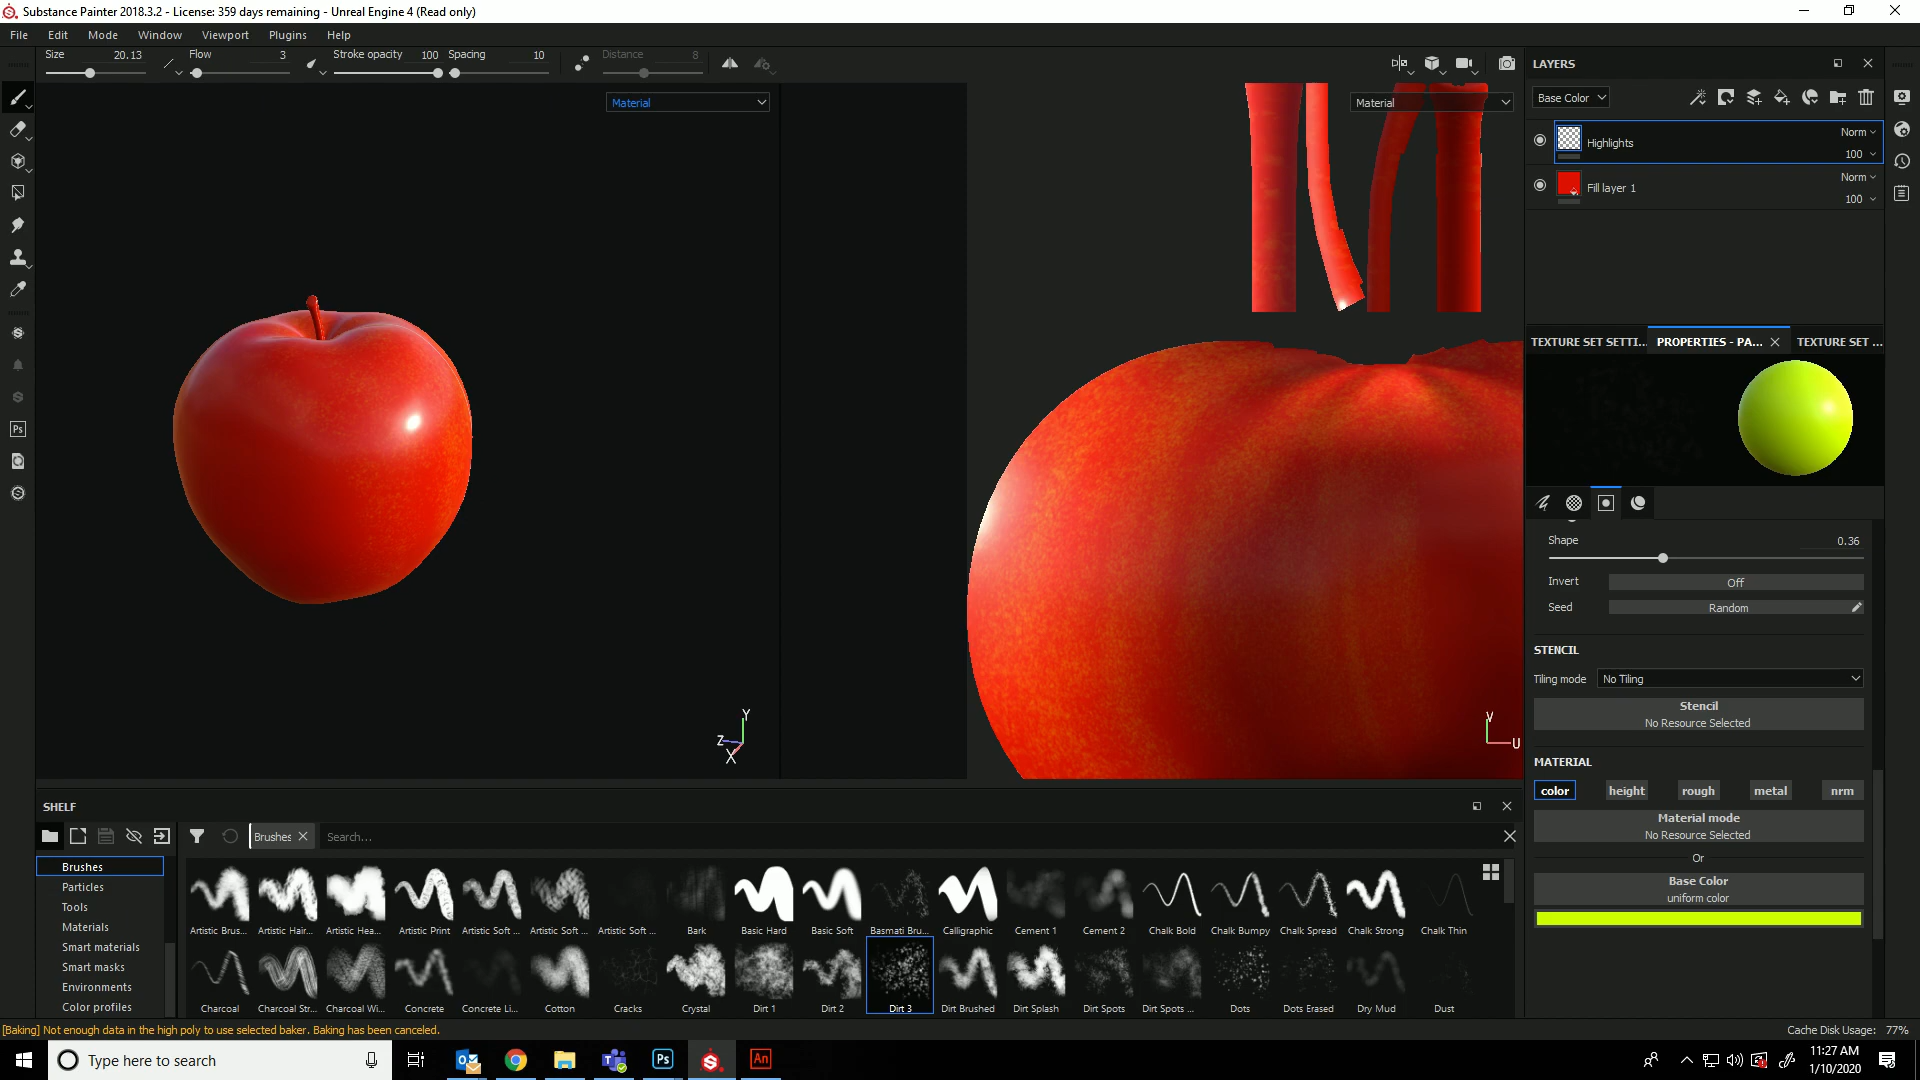 Substance Painter 2018.3.2 - License: 359 days remaining - Unreal Engine 4 (Read only)
File Edit Mode Window Viewport Plugins Help
Size 20.13 Flow 3 Stroke opacity 100 Spacing 10 Distance 8
Material
Material
Y
Z
X
V
U
LAYERS
Base Color
Highlights Norm 100
Fill layer 1 Norm 100
TEXTURE SET SETTI... PROPERTIES - PA... TEXTURE SET ...
Shape 0.36
Invert Off
Seed Random
STENCIL
Tiling mode No Tiling
Stencil
No Resource Selected
MATERIAL
color height rough metal nrm
Material mode
No Resource Selected
Or
Base Color
uniform color
SHELF
Brushes Search...
Brushes
Particles
Tools
Materials
Smart materials
Smart masks
Environments
Color profiles
Artistic Brus... Artistic Hair... Artistic Hea... Artistic Print Artistic Soft ... Artistic Soft ... Artistic Soft ... Bark Basic Hard Basic Soft Basmati Bru... Calligraphic Cement 1 Cement 2 Chalk Bold Chalk Bumpy Chalk Spread Chalk Strong Chalk Thin
Charcoal Charcoal Str... Charcoal Wi... Concrete Concrete Li... Cotton Cracks Crystal Dirt 1 Dirt 2 Dirt 3 Dirt Brushed Dirt Splash Dirt Spots Dirt Spots ... Dots Dots Erased Dry Mud Dust
[Baking] Not enough data in the high poly to use selected baker. Baking has been canceled.
Cache Disk Usage: 77%
Type here to search
Ps
Ps
An
11:27 AM
1/10/2020